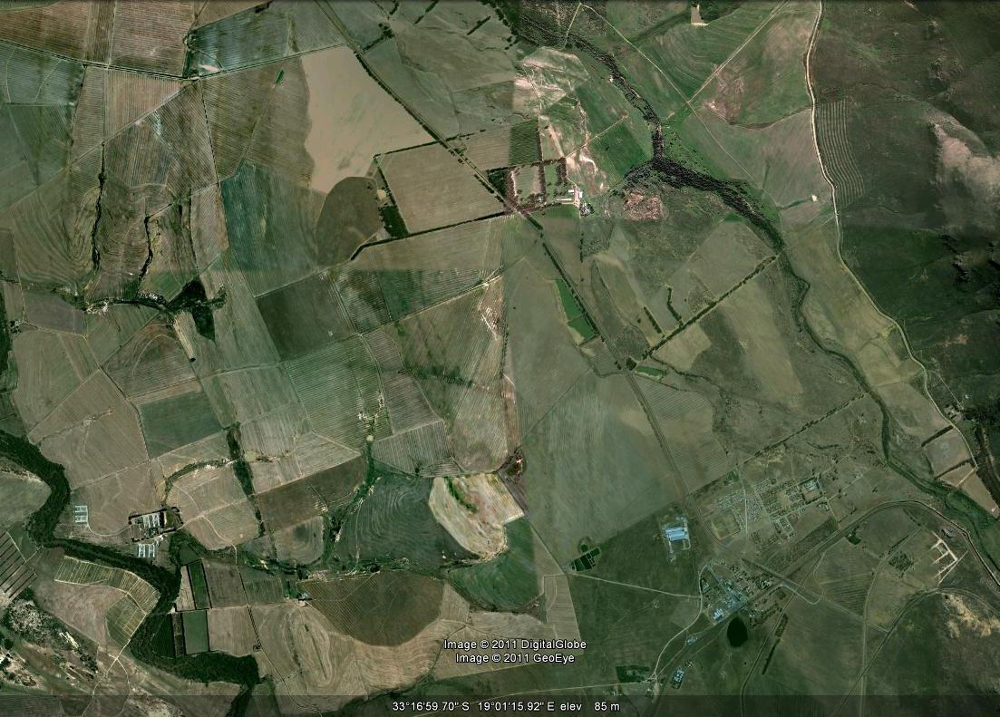 Image © 2011 DigitalGlobe
Image © 2011 GeoEye
33°16'59.70" S  19°01'15.92" E  elev   85 m